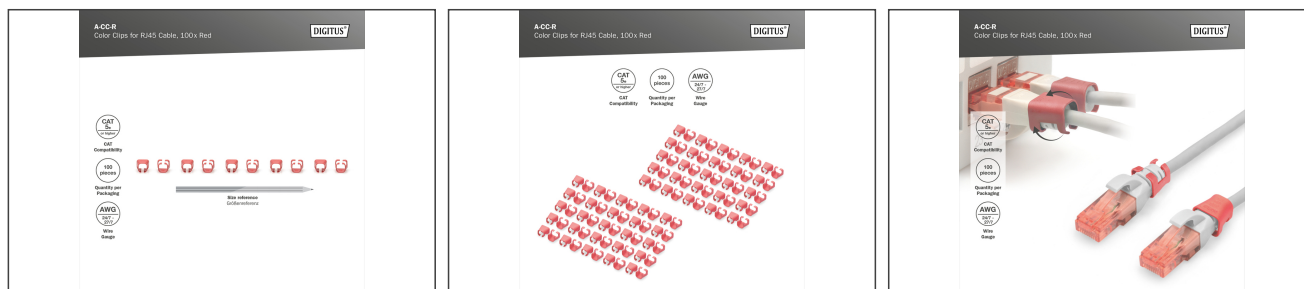 A-CC-R
Color Clips for RJ45 Cable, 100x Red
DIGITUS®
CAT
5e
or higher
CAT
Compatibility
100
pieces
Quantity per
Packaging
AWG
24/7 -
27/7
Wire
Gauge
Size reference
Größenreferenz
A-CC-R
Color Clips for RJ45 Cable, 100x Red
DIGITUS®
CAT
5e
or higher
CAT
Compatibility
100
pieces
Quantity per
Packaging
AWG
24/7 -
27/7
Wire
Gauge
A-CC-R
Color Clips for RJ45 Cable, 100x Red
DIGITUS®
CAT
5e
or higher
CAT
Compatibility
100
pieces
Quantity per
Packaging
AWG
24/7 -
27/7
Wire
Gauge